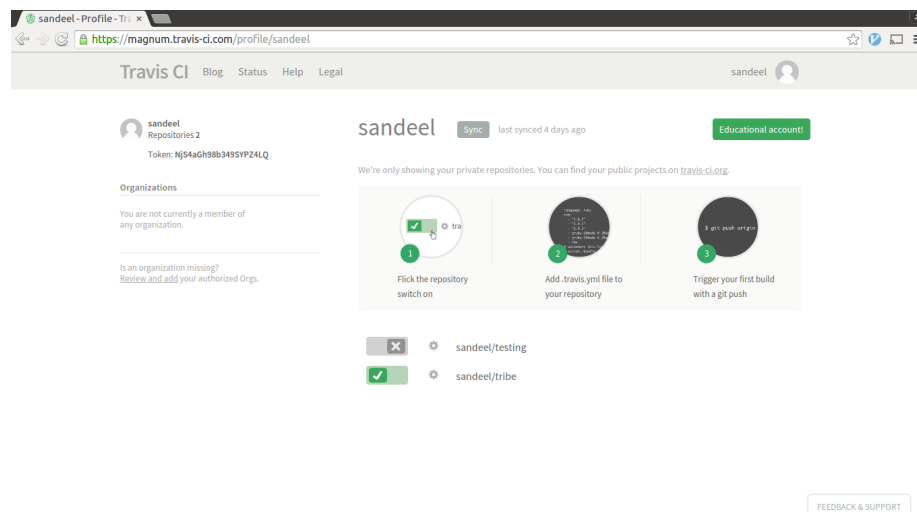 sandeel - Profile - Tra
https://magnum.travis-ci.com/profile/sandeel
Travis CI Blog Status Help Legal sandeel
sandeel
Repositories 2
Token: NjS4aGh98b349SYPZ4LQ
Organizations
You are not currently a member of
any organization.
Is an organization missing?
Review and add your authorized Orgs.
sandeel Sync last synced 4 days ago Educational account!
We're only showing your private repositories. You can find your public projects on travis-ci.org.
tra
1
Flick the repository
switch on
language: ruby
2
Add .travis.yml file to
your repository
$ git push origin
3
Trigger your first build
with a git push
sandeel/testing
sandeel/tribe
FEEDBACK & SUPPORT